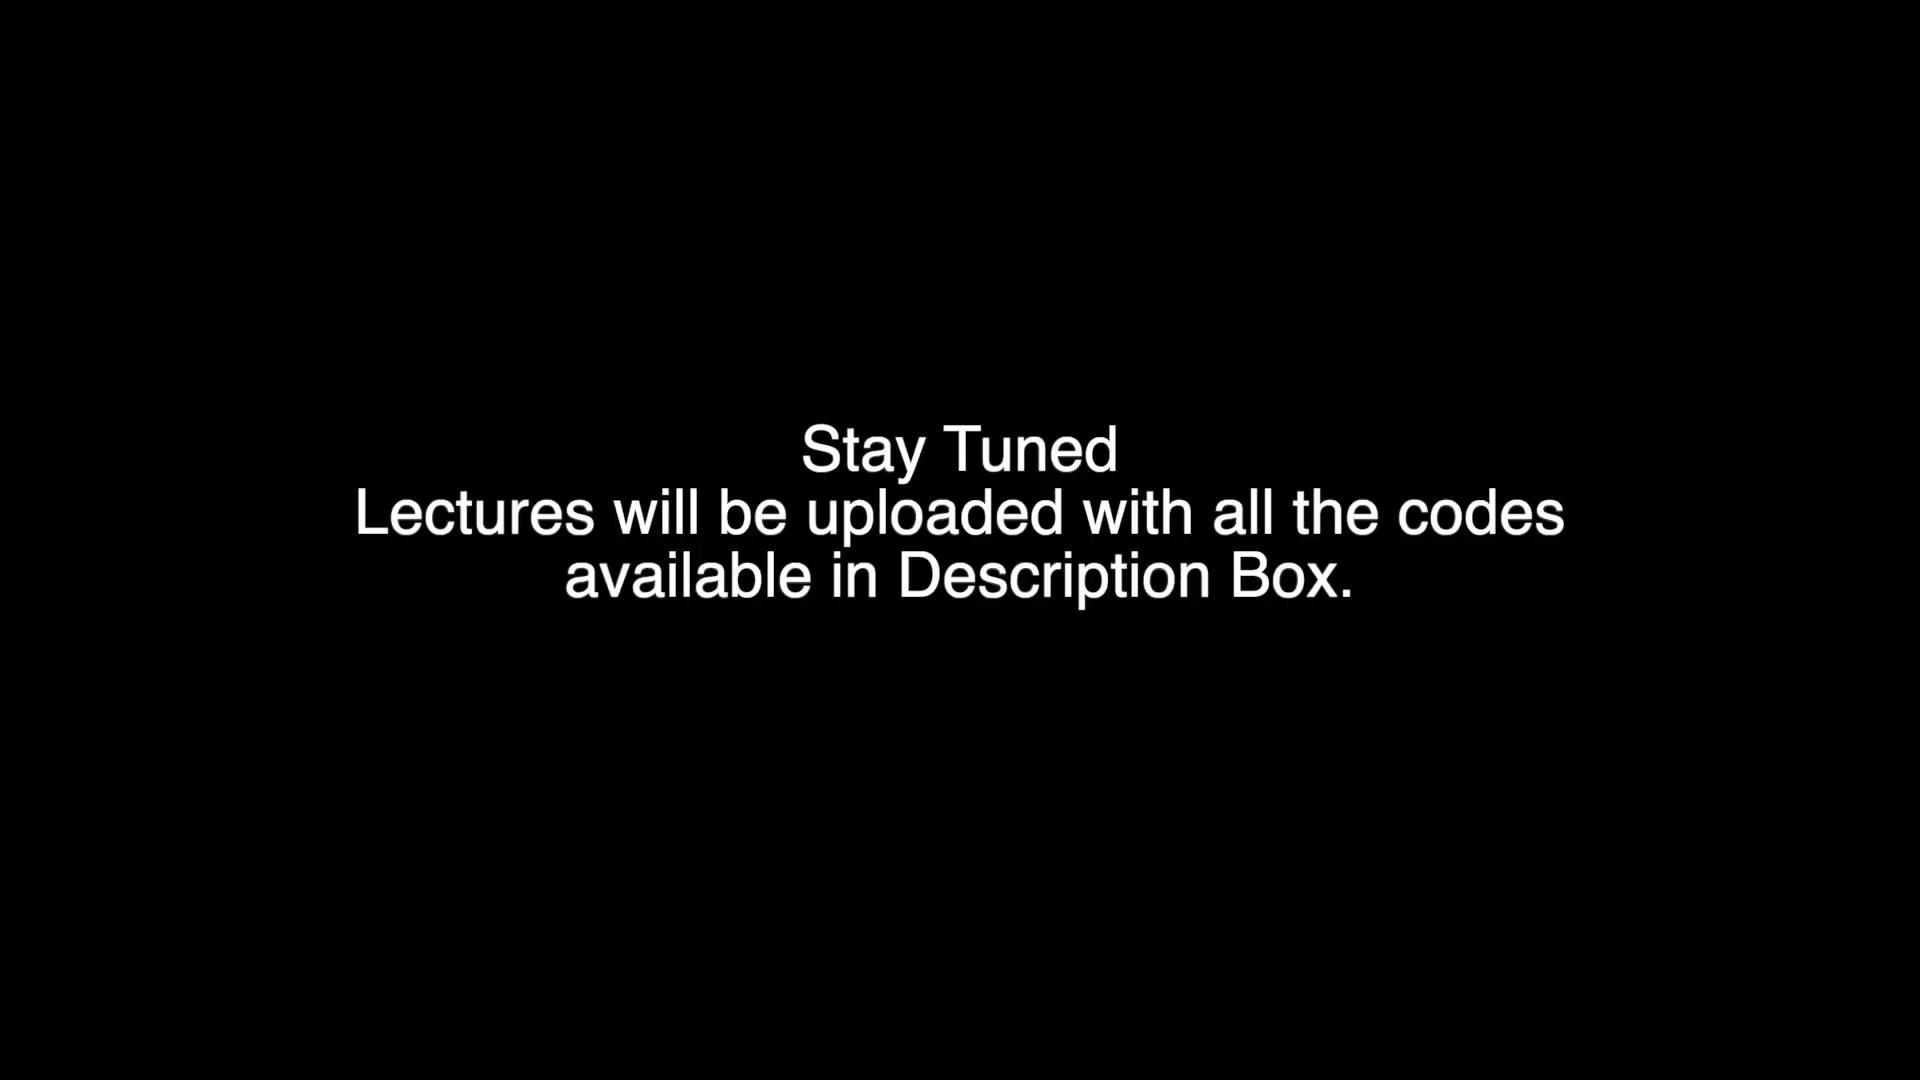 Stay Tuned
Lectures will be uploaded with all the codes
available in Description Box.